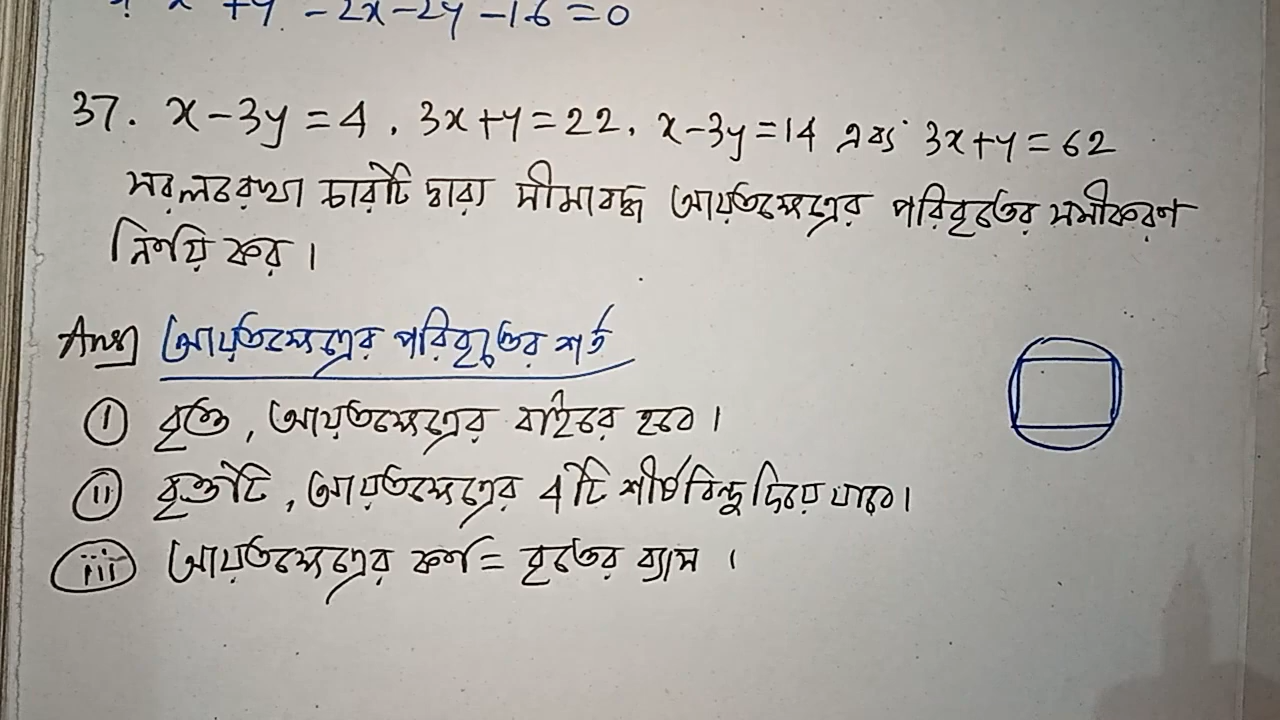 x + y - 2x - 2y - 16 = 0
37. x - 3y = 4, 3x + y = 22, x - 3y = 14 এবং 3x + y = 62
সরলরেখা চারটি দ্বারা সীমাবদ্ধ আয়তক্ষেত্রের পরিবৃত্তের সমীকরণ
নির্ণয় কর।
Ans) আয়তক্ষেত্রের পরিবৃত্তের শর্ত
(i) বৃত্ত, আয়তক্ষেত্রের বাইরে হবে।
(ii) বৃত্তটি, আয়তক্ষেত্রের 4টি শীর্ষবিন্দু দিয়ে যাবে।
(iii) আয়তক্ষেত্রের কর্ণ = বৃত্তের ব্যাস।